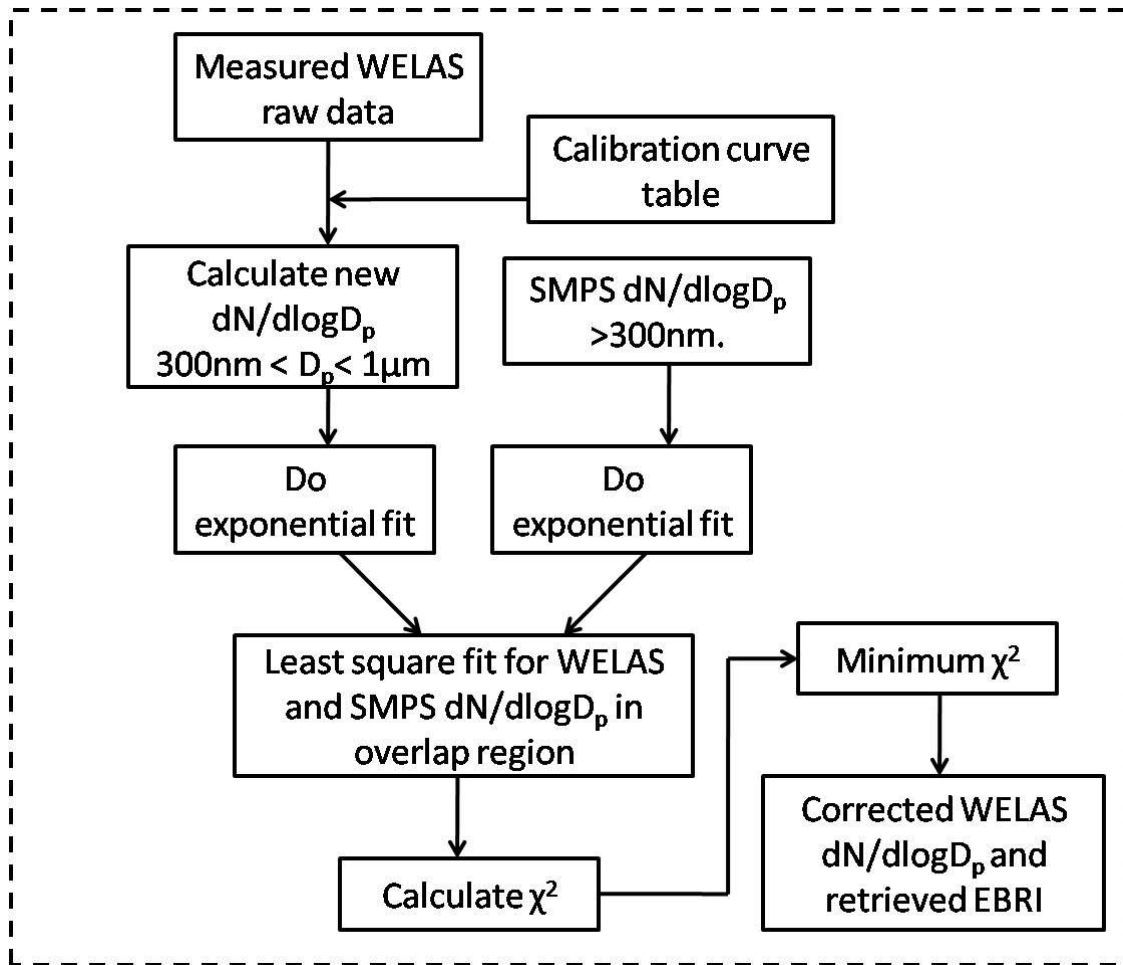 Measured WELAS
raw data
Calibration curve
table
Calculate new
dN/dlogDₚ
300nm < Dₚ< 1µm
SMPS dN/dlogDₚ
>300nm.
Do
exponential fit
Do
exponential fit
Least square fit for WELAS
and SMPS dN/dlogDₚ in
overlap region
Calculate χ²
Minimum χ²
Corrected WELAS
dN/dlogDₚ and
retrieved EBRI